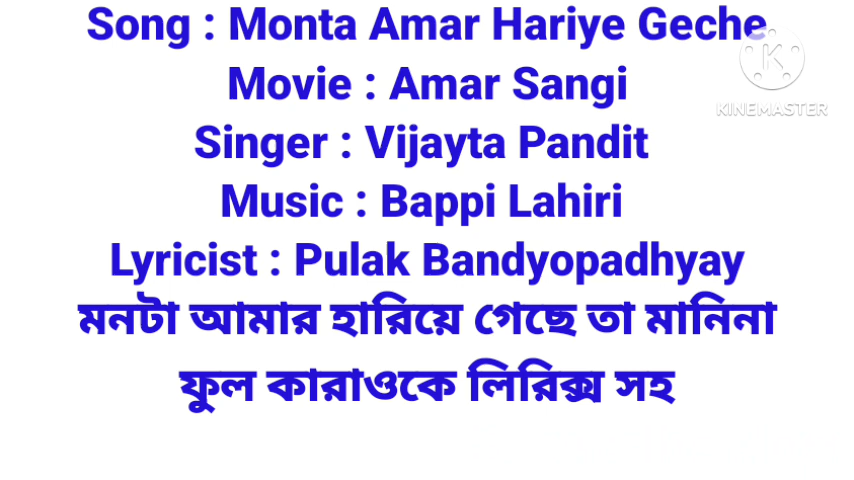 Song : Monta Amar Hariye Geche
Movie : Amar Sangi
Singer : Vijayta Pandit
Music : Bappi Lahiri
Lyricist : Pulak Bandyopadhyay
মনটা আমার হারিয়ে গেছে তা মানিনা
ফুল কারাওকে লিরিক্স সহ
KINEMASTER